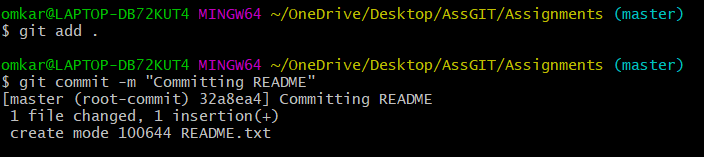 omkar@LAPTOP-DB72KUT4 MINGW64 ~/OneDrive/Desktop/AssGIT/Assignments (master)
$ git add .
omkar@LAPTOP-DB72KUT4 MINGW64 ~/OneDrive/Desktop/AssGIT/Assignments (master)
$ git commit -m "Committing README"
[master (root-commit) 32a8ea4] Committing README
 1 file changed, 1 insertion(+)
 create mode 100644 README.txt